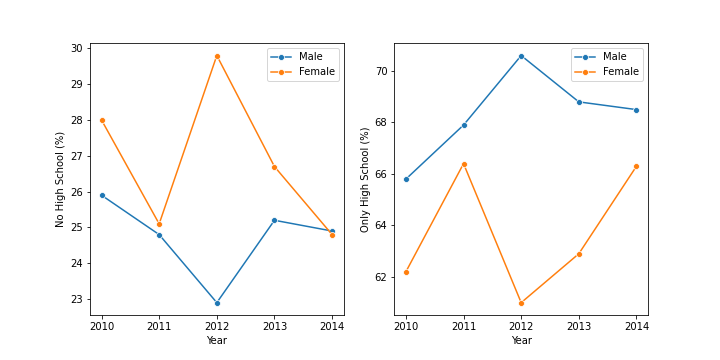 No High School (%)
30
29
28
27
26
25
24
23
2010 2011 2012 2013 2014
Year
Male
Female
Only High School (%)
70
68
66
64
62
2010 2011 2012 2013 2014
Year
Male
Female